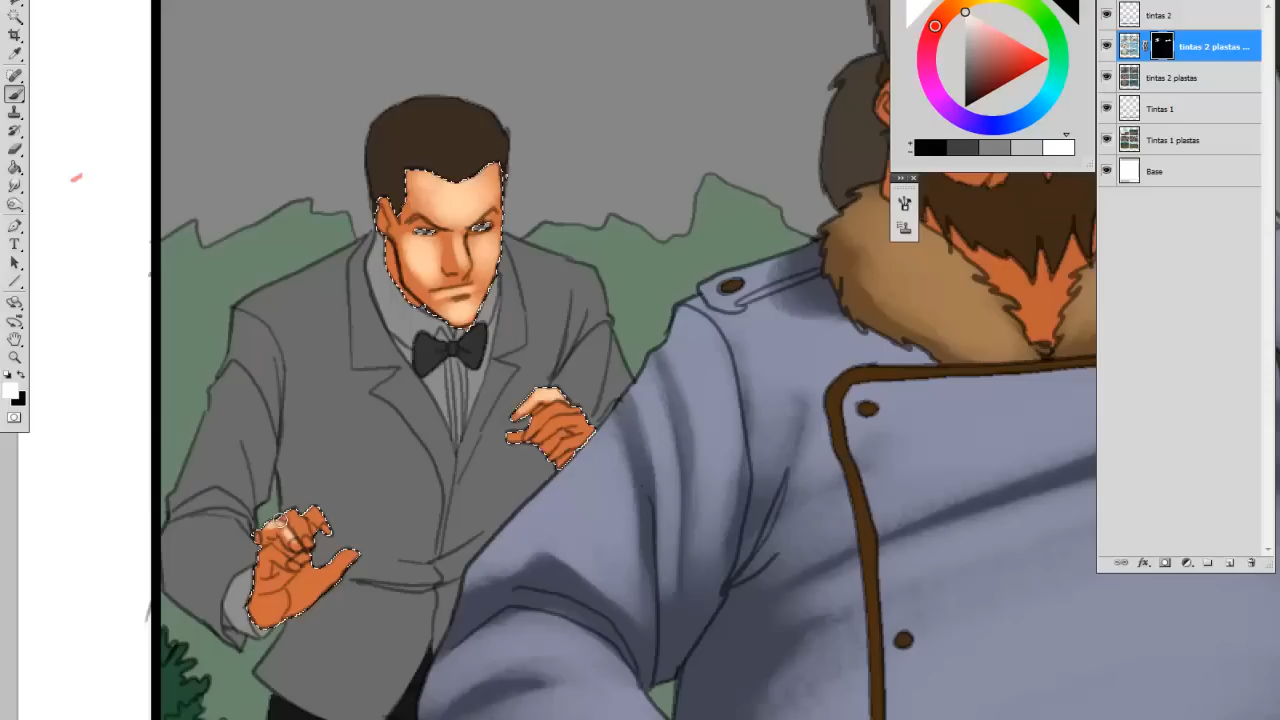 tintas 2
tintas 2 plastas ...
tintas 2 plastas
Tintas 1
Tintas 1 plastas
Base